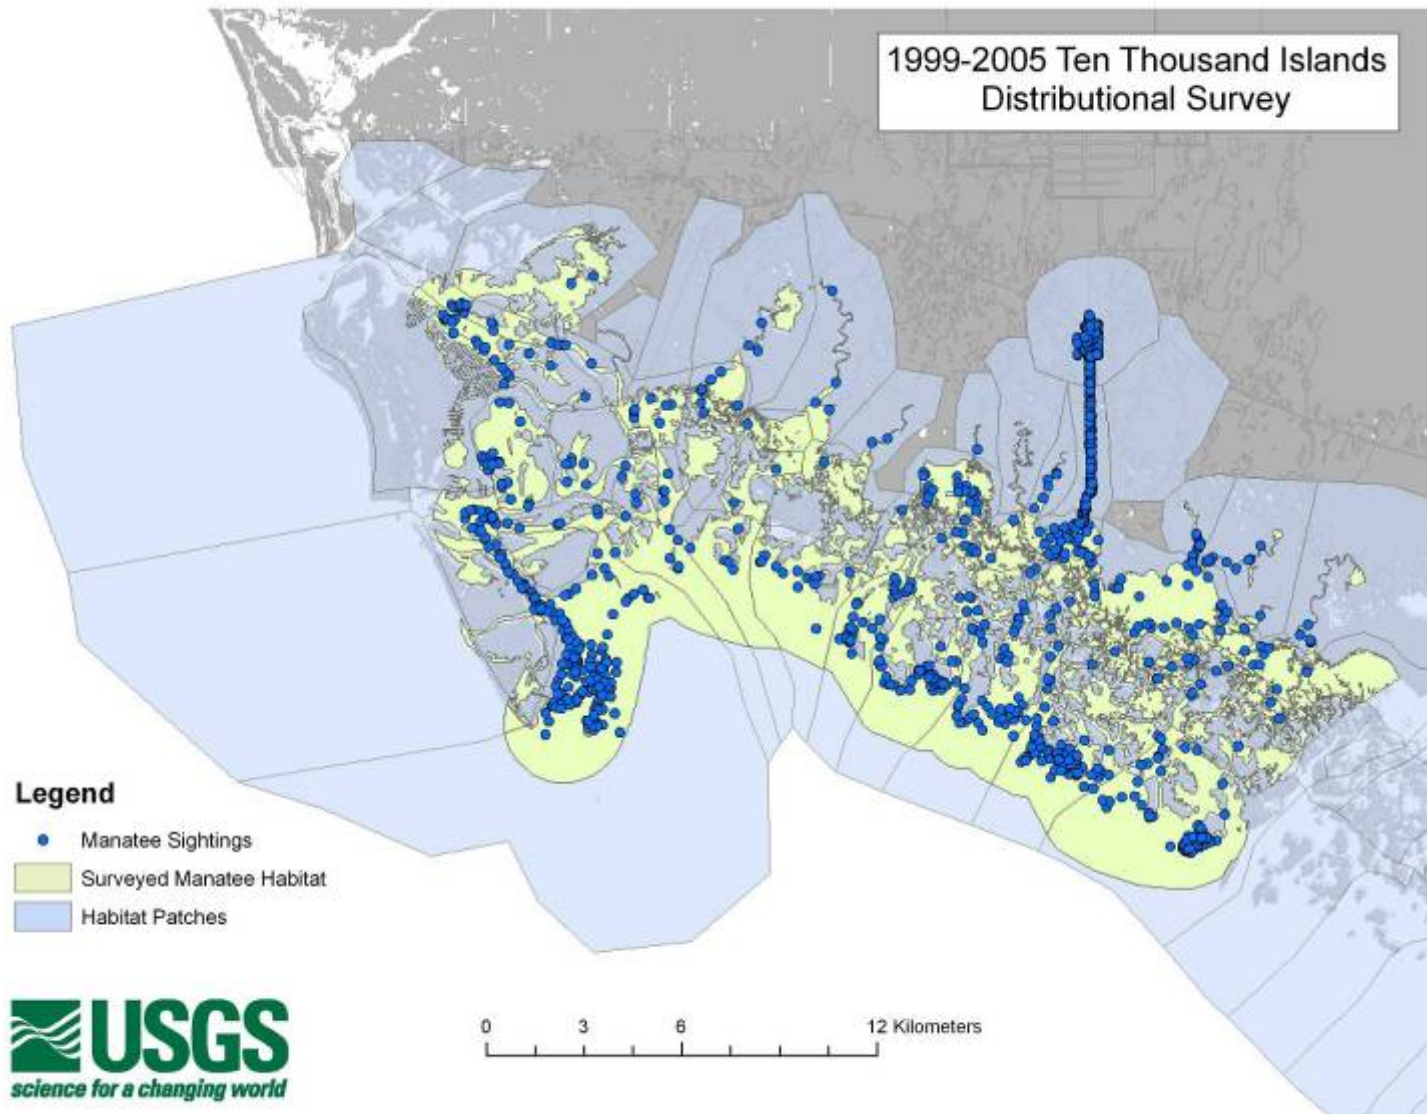 1999-2005 Ten Thousand Islands
Distributional Survey
Legend
Manatee Sightings
Surveyed Manatee Habitat
Habitat Patches
USGS
science for a changing world
0 3 6 12 Kilometers